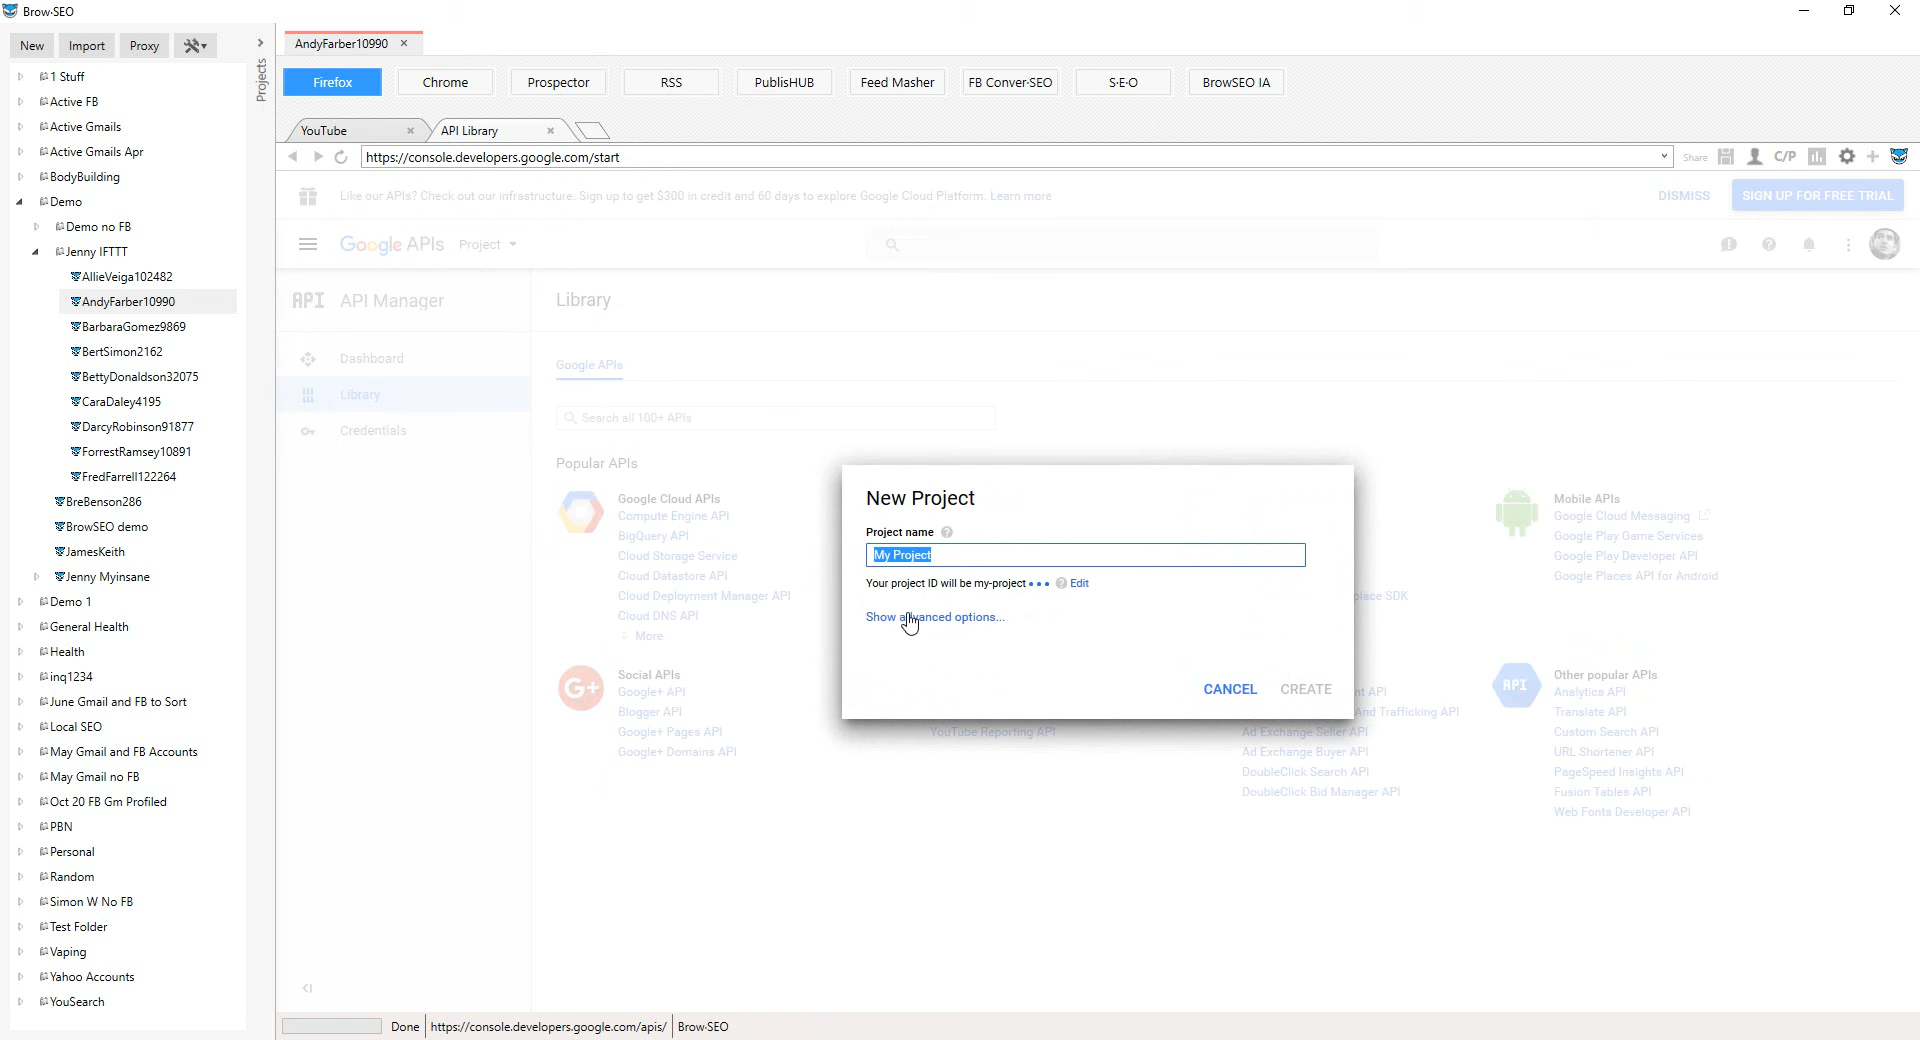 Brow·SEO
New Import Proxy
Projects
1 Stuff
Active FB
Active Gmails
Active Gmails Apr
BodyBuilding
Demo
Demo no FB
Jenny IFTTT
AllieVeiga102482
AndyFarber10990
BarbaraGomez9869
BertSimon2162
BettyDonaldson32075
CaraDaley4195
DarcyRobinson91877
ForrestRamsey10891
FredFarrell122264
BreBenson286
BrowSEO demo
JamesKeith
Jenny Myinsane
Demo 1
General Health
Health
inq1234
June Gmail and FB to Sort
Local SEO
May Gmail and FB Accounts
May Gmail no FB
Oct 20 FB Gm Profiled
PBN
Personal
Random
Simon W No FB
Test Folder
Vaping
Yahoo Accounts
YouSearch
AndyFarber10990
Firefox Chrome Prospector RSS PublisHUB Feed Masher FB Conver·SEO S·E·O BrowSEO IA
YouTube API Library
https://console.developers.google.com/start Share C/P
Like our APIs? Check out our infrastructure. Sign up to get $300 in credit and 60 days to explore Google Cloud Platform. Learn more DISMISS SIGN UP FOR FREE TRIAL
Google APIs Project
API API Manager
Dashboard
Library
Credentials
Library
Google APIs
Search all 100+ APIs
Popular APIs
Google Cloud APIs
Compute Engine API
BigQuery API
Cloud Storage Service
Cloud Datastore API
Cloud Deployment Manager API
Cloud DNS API
More
New Project
Project name
My Project
Your project ID will be my-project Edit
Show advanced options...
CANCEL CREATE
place SDK
Mobile APIs
Google Cloud Messaging
Google Play Game Services
Google Play Developer API
Google Places API for Android
G+
Social APIs
Google+ API
Blogger API
Google+ Pages API
Google+ Domains API
YouTube Reporting API
nt API
And Trafficking API
Ad Exchange Seller API
Ad Exchange Buyer API
DoubleClick Search API
DoubleClick Bid Manager API
API
Other popular APIs
Analytics API
Translate API
Custom Search API
URL Shortener API
PageSpeed Insights API
Fusion Tables API
Web Fonts Developer API
Done https://console.developers.google.com/apis/ Brow·SEO